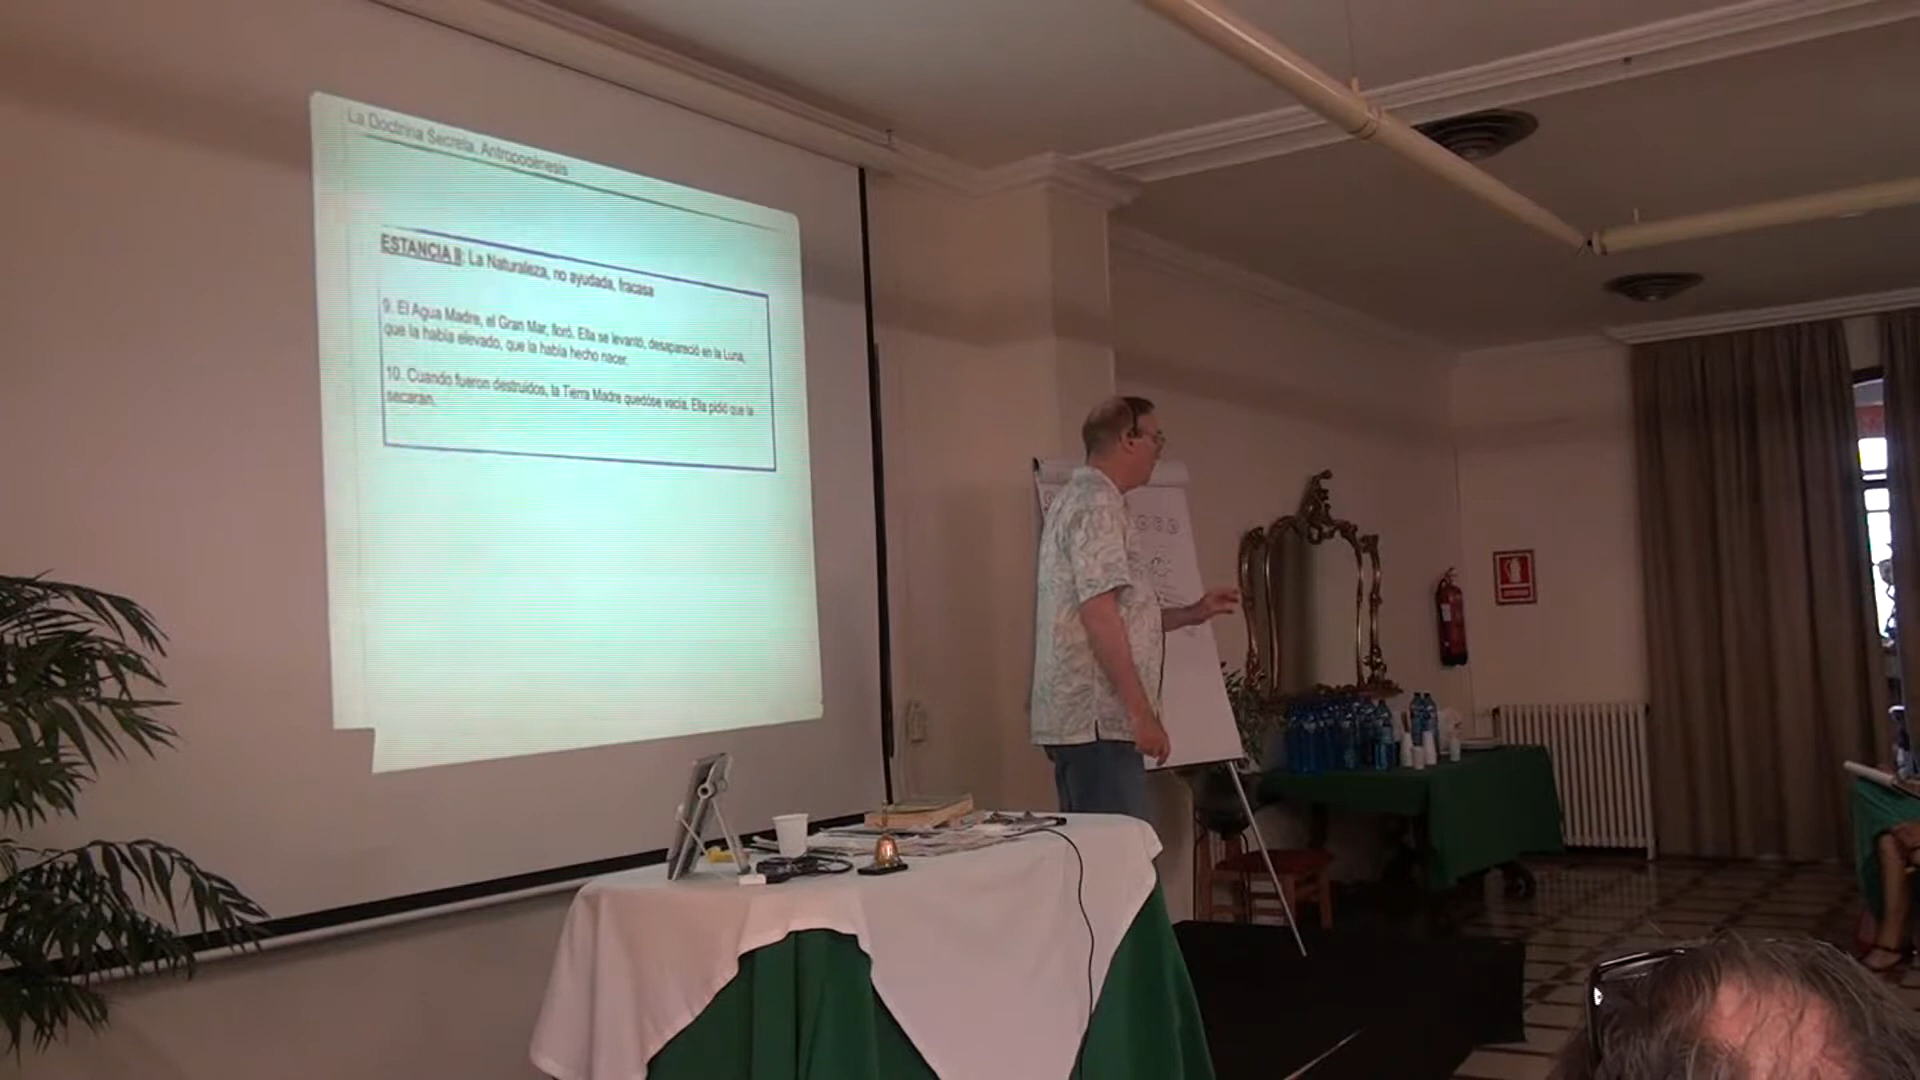 La Doctrina Secreta. Antropogénesis
ESTANCIA II: La Naturaleza, no ayudada, fracasa
9. El Agua Madre, el Gran Mar, lloró. Ella se levantó, desapareció en la Luna,
que la había elevado, que la había hecho nacer.
10. Cuando fueron destruidos, la Tierra Madre quedóse vacía. Ella pidió que la
secaran.